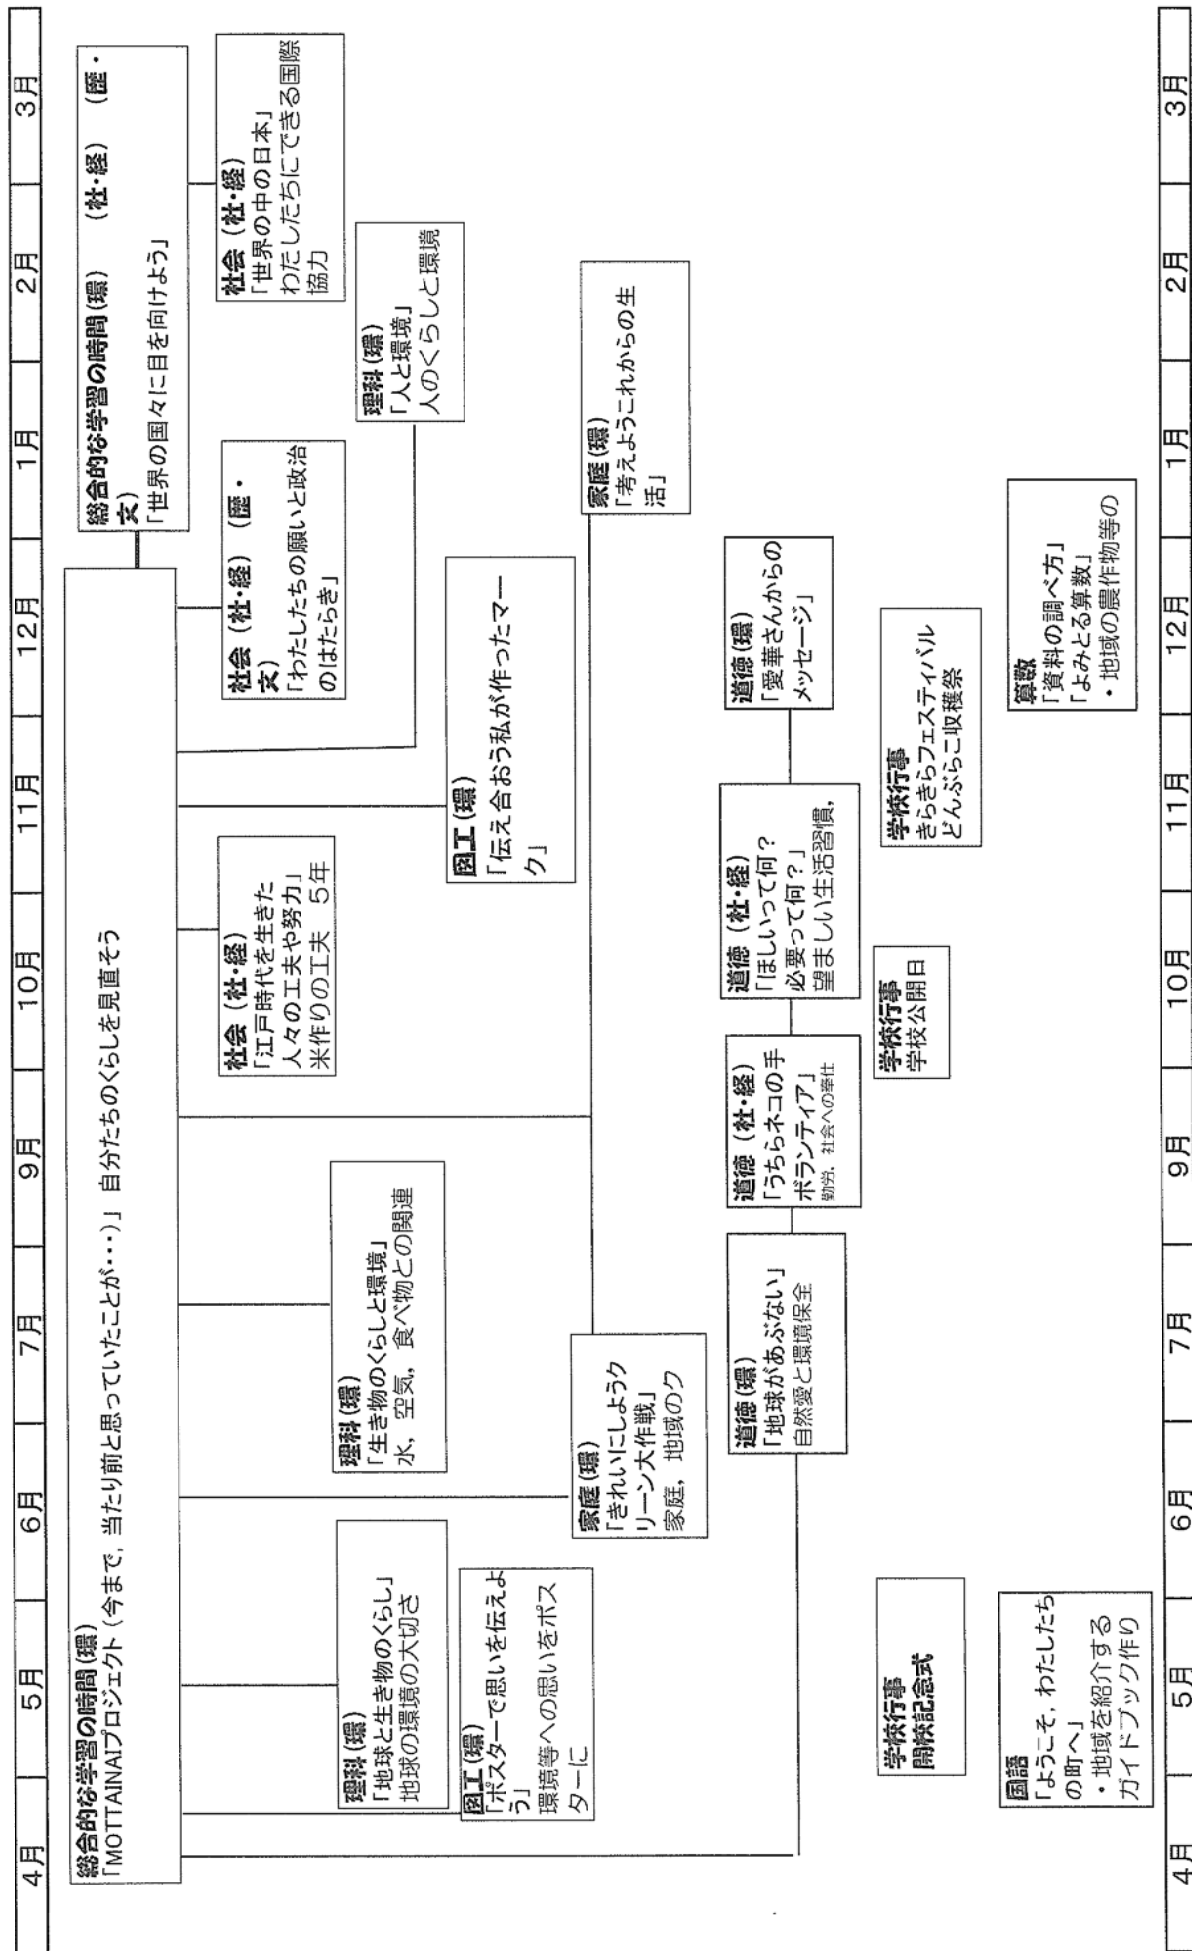 4月 5月 6月 7月 9月 10月 11月 12月 1月 2月 3月
総合的な学習の時間(環)
「MOTTAINAIプロジェクト(今まで, 当たり前と思っていたことが・・・)」 自分たちのくらしを見直そう
総合的な学習の時間(環) (社・経) (歴・
文)
「世界の国々に目を向けよう」
社会(社・経)
「江戸時代を生きた
人々の工夫や努力」
米作りの工夫 5年
社会(社・経) (歴・
文)
「わたしたちの願いと政治
のはたらき」
社会(社・経)
「世界の中の日本」
わたしたちにできる国際
協力
理科(環)
「地球と生き物のくらし」
地球の環境の大切さ
理科(環)
「生き物のくらしと環境」
水, 空気, 食べ物との関連
理科(環)
「人と環境」
人のくらしと環境
図工(環)
「ポスターで思いを伝えよ
う」
環境等への思いをポス
ターに
図工(環)
「伝え合おう私が作ったマー
ク」
家庭(環)
「きれいにしようク
リーン大作戦」
家庭, 地域のク
家庭(環)
「考えようこれからの生
活」
道徳(環)
「地球があぶない」
自然愛と環境保全
道徳(社・経)
「うちらネコの手
ボランティア」
勤労, 社会への奉仕
道徳(社・経)
「ほしいって何?
必要って何?」
望ましい生活習慣,
道徳(環)
「愛華さんからの
メッセージ」
学校行事
開校記念式
学校行事
学校公開日
学校行事
きらきらフェスティバル
どんぶらこ収穫祭
国語
「ようこそ, わたしたち
の町へ」
・地域を紹介する
ガイドブック作り
算数
「資料の調べ方」
「よみとる算数」
・地域の農作物等の
4月 5月 6月 7月 9月 10月 11月 12月 1月 2月 3月